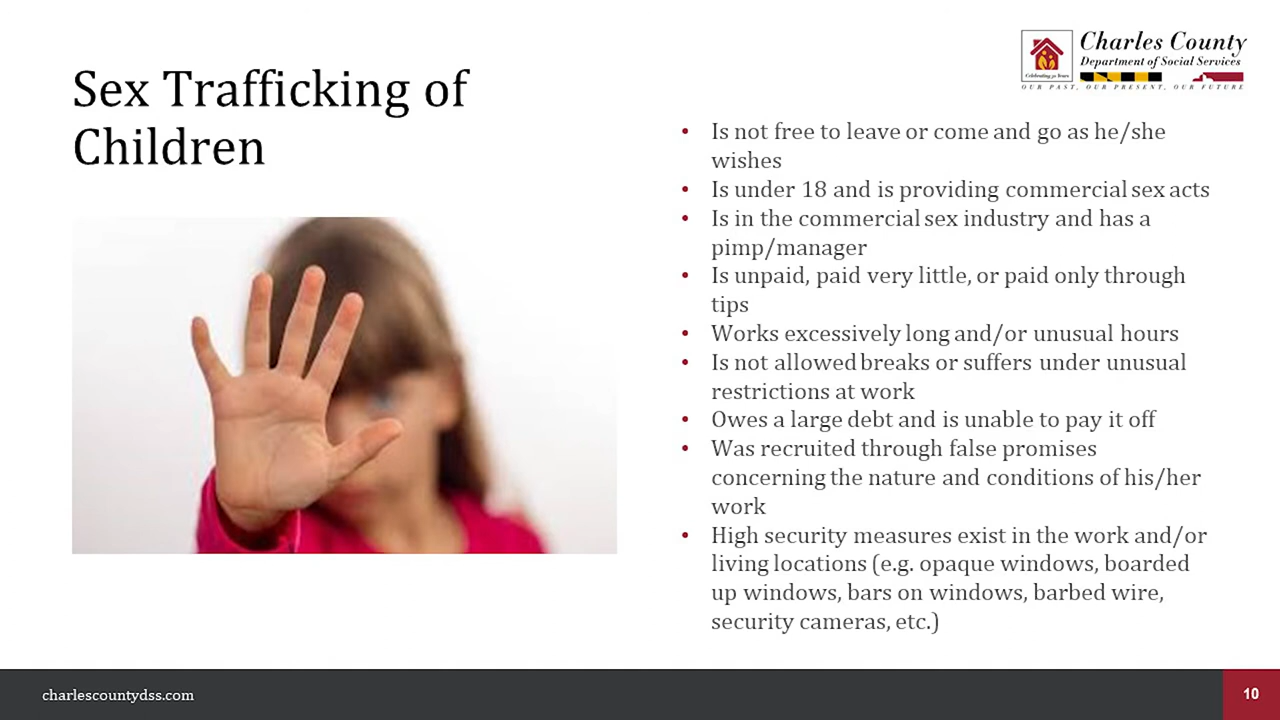 Charles County
Department of Social Services
Celebrating 50 Years
OUR PAST, OUR PRESENT, OUR FUTURE
Sex Trafficking of
Children
• Is not free to leave or come and go as he/she
wishes
• Is under 18 and is providing commercial sex acts
• Is in the commercial sex industry and has a
pimp/manager
• Is unpaid, paid very little, or paid only through
tips
• Works excessively long and/or unusual hours
• Is not allowed breaks or suffers under unusual
restrictions at work
• Owes a large debt and is unable to pay it off
• Was recruited through false promises
concerning the nature and conditions of his/her
work
• High security measures exist in the work and/or
living locations (e.g. opaque windows, boarded
up windows, bars on windows, barbed wire,
security cameras, etc.)
charlescountydss.com
10